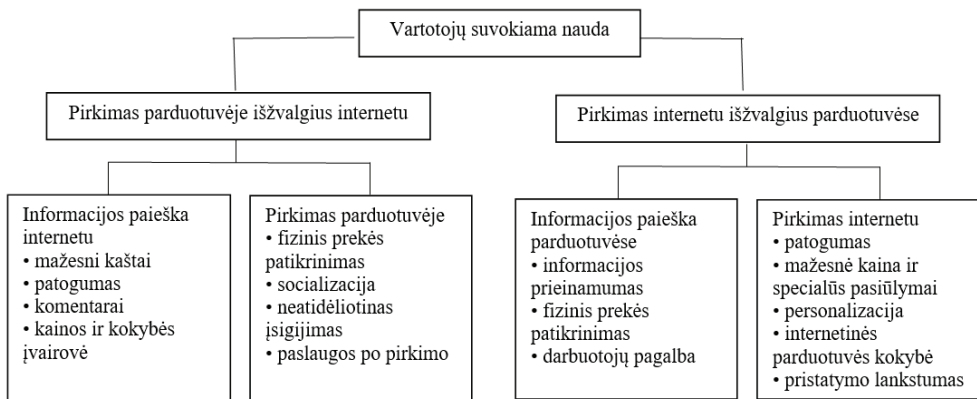 Vartotojų suvokiama nauda
Pirkimas parduotuvėje išžvalgius internetu
Pirkimas internetu išžvalgius parduotuvėse
Informacijos paieška
internetu
• mažesni kaštai
• patogumas
• komentarai
• kainos ir kokybės
įvairovė
Pirkimas parduotuvėje
• fizinis prekės
patikrinimas
• socializacija
• neatidėliotinas
įsigijimas
• paslaugos po pirkimo
Informacijos paieška
parduotuvėse
• informacijos
prieinamumas
• fizinis prekės
patikrinimas
• darbuotojų pagalba
Pirkimas internetu
• patogumas
• mažesnė kaina ir
specialūs pasiūlymai
• personalizacija
• internetinės
parduotuvės kokybė
• pristatymo lankstumas